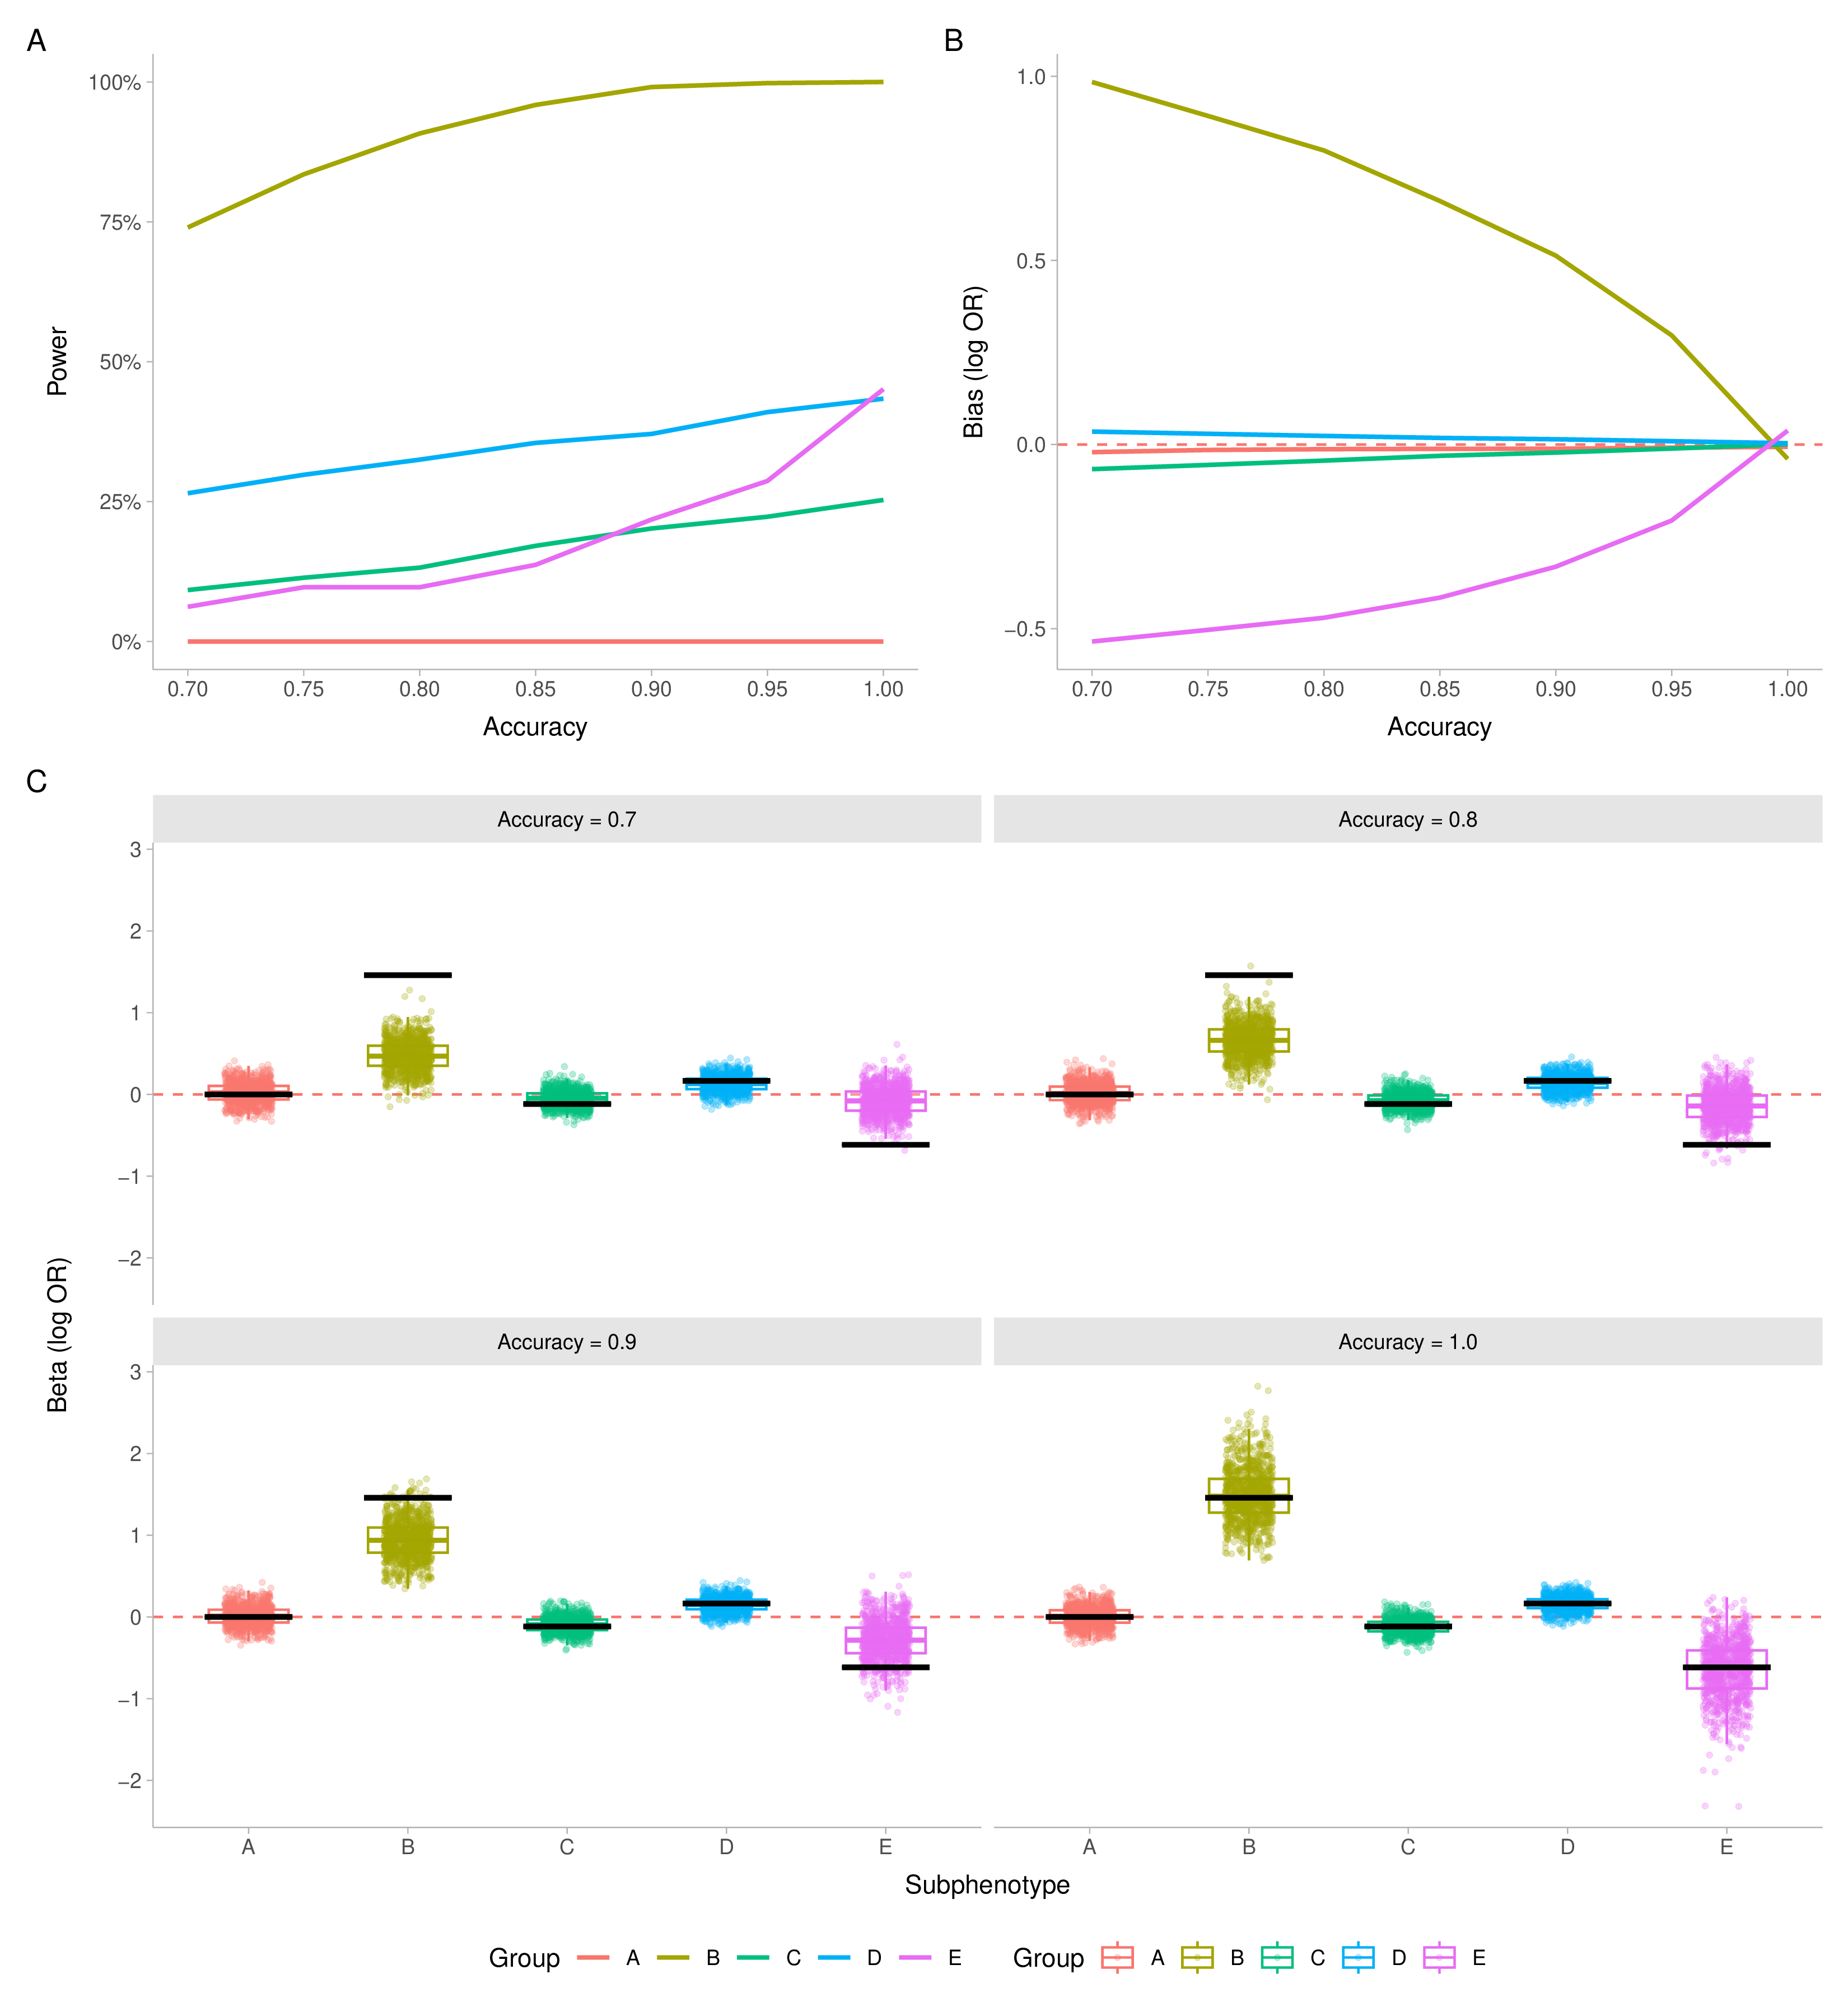 A
100%
75%
50%
25%
0%
Power
0.70 0.75 0.80 0.85 0.90 0.95 1.00
Accuracy
B
1.0
0.5
0.0
−0.5
Bias (log OR)
0.70 0.75 0.80 0.85 0.90 0.95 1.00
Accuracy
C
Beta (log OR)
Accuracy = 0.7 Accuracy = 0.8
3
2
1
0
−1
−2
Accuracy = 0.9 Accuracy = 1.0
3
2
1
0
−1
−2
A B C D E A B C D E
Subphenotype
Group A B C D E Group A B C D E